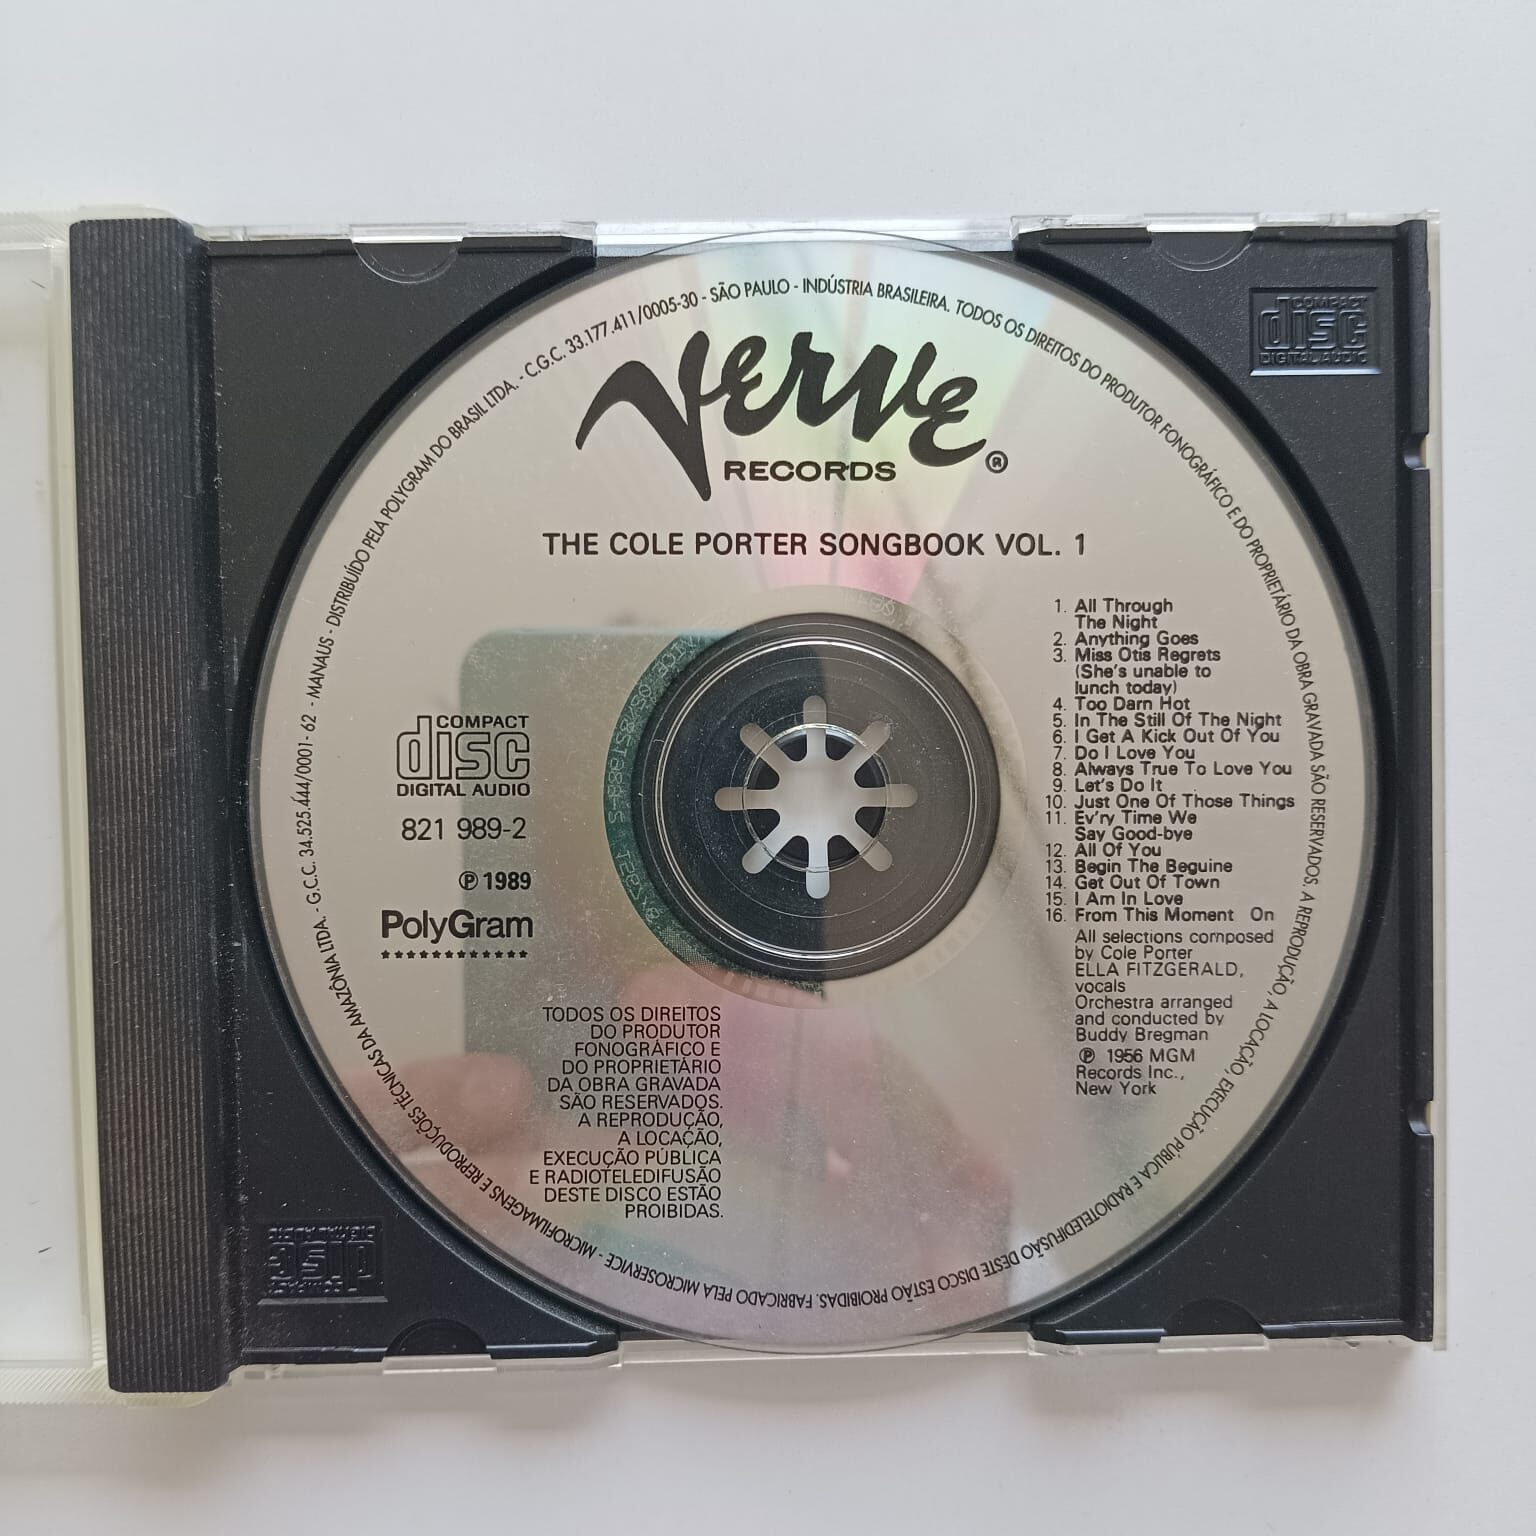 VERVE
RECORDS ®
THE COLE PORTER SONGBOOK VOL. 1
1. All Through
The Night
2. Anything Goes
3. Miss Otis Regrets
(She's unable to
lunch today)
4. Too Darn Hot
5. In The Still Of The Night
6. I Get A Kick Out Of You
7. Do I Love You
8. Always True To Love You
9. Let's Do It
10. Just One Of Those Things
11. Ev'ry Time We
Say Good-bye
12. All Of You
13. Begin The Beguine
14. Get Out Of Town
15. I Am In Love
16. From This Moment On
All selections composed
by Cole Porter
ELLA FITZGERALD,
vocals
Orchestra arranged
and conducted by
Buddy Bregman
℗ 1956 MGM
Records Inc.,
New York
COMPACT
disc
DIGITAL AUDIO
821 989-2
℗ 1989
PolyGram
TODOS OS DIREITOS
DO PRODUTOR
FONOGRÁFICO E
DO PROPRIETÁRIO
DA OBRA GRAVADA
SÃO RESERVADOS.
A REPRODUÇÃO,
A LOCAÇÃO,
EXECUÇÃO PÚBLICA
E RADIOTELEDIFUSÃO
DESTE DISCO ESTÃO
PROIBIDAS.
MICROFILMAGENS E REPRODUÇÕES TÉCNICAS DA AMAZÔNIA LTDA. - G.C.C. 34.525.444/0001-62 - MANAUS - DISTRIBUÍDO PELA POLYGRAM DO BRASIL LTDA. - C.G.C. 33.177.411/0005-30 - SÃO PAULO - INDÚSTRIA BRASILEIRA. TODOS OS DIREITOS DO PRODUTOR FONOGRÁFICO E DO PROPRIETÁRIO DA OBRA GRAVADA SÃO RESERVADOS. A REPRODUÇÃO, A LOCAÇÃO, EXECUÇÃO PÚBLICA E RADIOTELEDIFUSÃO DESTE DISCO ESTÃO PROIBIDAS. FABRICADO PELA MICROSERVICE -
COMPACT
disc
DIGITAL AUDIO
COMPACT
disc
DIGITAL AUDIO